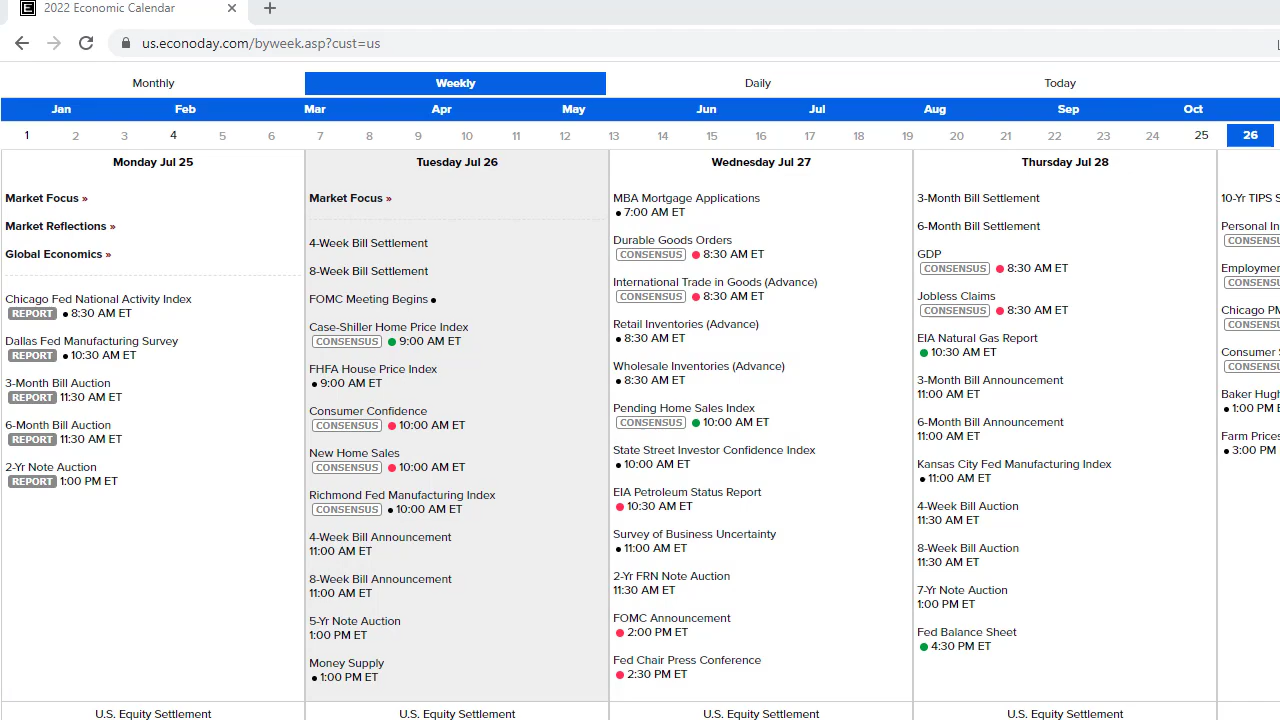 2022 Economic Calendar
us.econoday.com/byweek.asp?cust=us
Monthly Weekly Daily Today
Jan Feb Mar Apr May Jun Jul Aug Sep Oct
1 2 3 4 5 6 7 8 9 10 11 12 13 14 15 16 17 18 19 20 21 22 23 24 25 26
Monday Jul 25
Market Focus »
Market Reflections »
Global Economics »
Chicago Fed National Activity Index
REPORT 8:30 AM ET
Dallas Fed Manufacturing Survey
REPORT 10:30 AM ET
3-Month Bill Auction
REPORT 11:30 AM ET
6-Month Bill Auction
REPORT 11:30 AM ET
2-Yr Note Auction
REPORT 1:00 PM ET
U.S. Equity Settlement
Tuesday Jul 26
Market Focus »
4-Week Bill Settlement
8-Week Bill Settlement
FOMC Meeting Begins
Case-Shiller Home Price Index
CONSENSUS 9:00 AM ET
FHFA House Price Index
9:00 AM ET
Consumer Confidence
CONSENSUS 10:00 AM ET
New Home Sales
CONSENSUS 10:00 AM ET
Richmond Fed Manufacturing Index
CONSENSUS 10:00 AM ET
4-Week Bill Announcement
11:00 AM ET
8-Week Bill Announcement
11:00 AM ET
5-Yr Note Auction
1:00 PM ET
Money Supply
1:00 PM ET
U.S. Equity Settlement
Wednesday Jul 27
MBA Mortgage Applications
7:00 AM ET
Durable Goods Orders
CONSENSUS 8:30 AM ET
International Trade in Goods (Advance)
CONSENSUS 8:30 AM ET
Retail Inventories (Advance)
8:30 AM ET
Wholesale Inventories (Advance)
8:30 AM ET
Pending Home Sales Index
CONSENSUS 10:00 AM ET
State Street Investor Confidence Index
10:00 AM ET
EIA Petroleum Status Report
10:30 AM ET
Survey of Business Uncertainty
11:00 AM ET
2-Yr FRN Note Auction
11:30 AM ET
FOMC Announcement
2:00 PM ET
Fed Chair Press Conference
2:30 PM ET
U.S. Equity Settlement
Thursday Jul 28
3-Month Bill Settlement
6-Month Bill Settlement
GDP
CONSENSUS 8:30 AM ET
Jobless Claims
CONSENSUS 8:30 AM ET
EIA Natural Gas Report
10:30 AM ET
3-Month Bill Announcement
11:00 AM ET
6-Month Bill Announcement
11:00 AM ET
Kansas City Fed Manufacturing Index
11:00 AM ET
4-Week Bill Auction
11:30 AM ET
8-Week Bill Auction
11:30 AM ET
7-Yr Note Auction
1:00 PM ET
Fed Balance Sheet
4:30 PM ET
U.S. Equity Settlement
10-Yr TIPS
Personal
Chicago
Consumer
Baker
1:00 PM
Farm Prices
3:00 PM